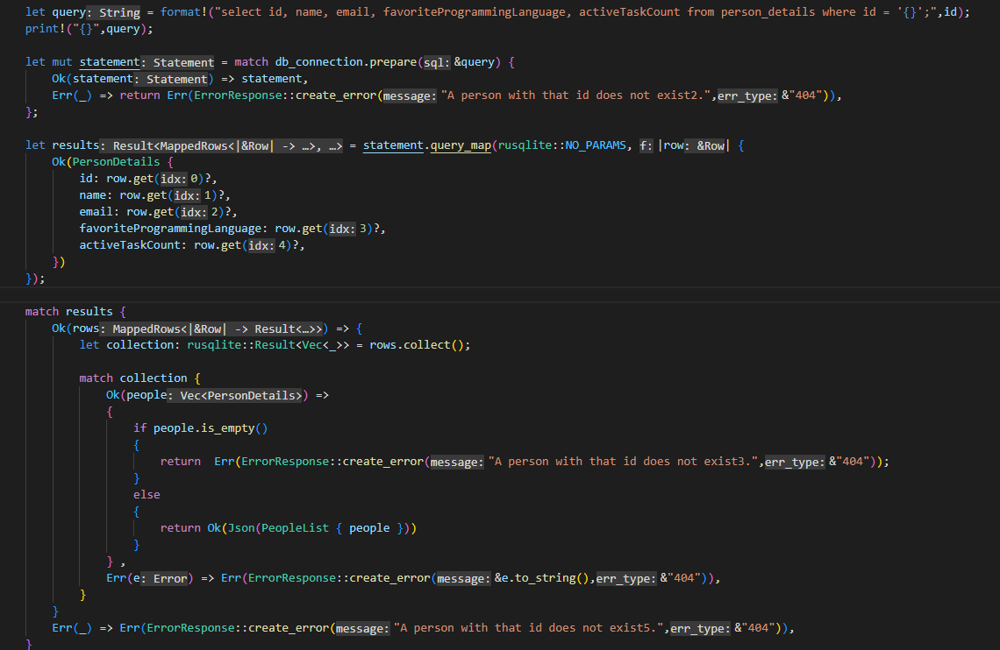 let query: String = format!("select id, name, email, favoriteProgrammingLanguage, activeTaskCount from person_details where id = '{}';",id);
print!("{}",query);
let mut statement: Statement = match db_connection.prepare(sql: &query) {
Ok(statement: Statement) => statement,
Err(_) => return Err(ErrorResponse::create_error(message: "A person with that id does not exist2.",err_type: &"404")),
};
let results: Result<MappedRows<|&Row| -> …>, …> = statement.query_map(rusqlite::NO_PARAMS, f: |row: &Row| {
Ok(PersonDetails {
id: row.get(idx: 0)?,
name: row.get(idx: 1)?,
email: row.get(idx: 2)?,
favoriteProgrammingLanguage: row.get(idx: 3)?,
activeTaskCount: row.get(idx: 4)?,
})
});
match results {
Ok(rows: MappedRows<|&Row| -> Result<…>>) => {
let collection: rusqlite::Result<Vec<_>> = rows.collect();
match collection {
Ok(people: Vec<PersonDetails>) =>
{
if people.is_empty()
{
return  Err(ErrorResponse::create_error(message: "A person with that id does not exist3.",err_type: &"404"));
}
else
{
return Ok(Json(PeopleList { people }))
}
} ,
Err(e: Error) => Err(ErrorResponse::create_error(message: &e.to_string(),err_type: &"404")),
}
}
Err(_) => Err(ErrorResponse::create_error(message: "A person with that id does not exist5.",err_type: &"404")),
}